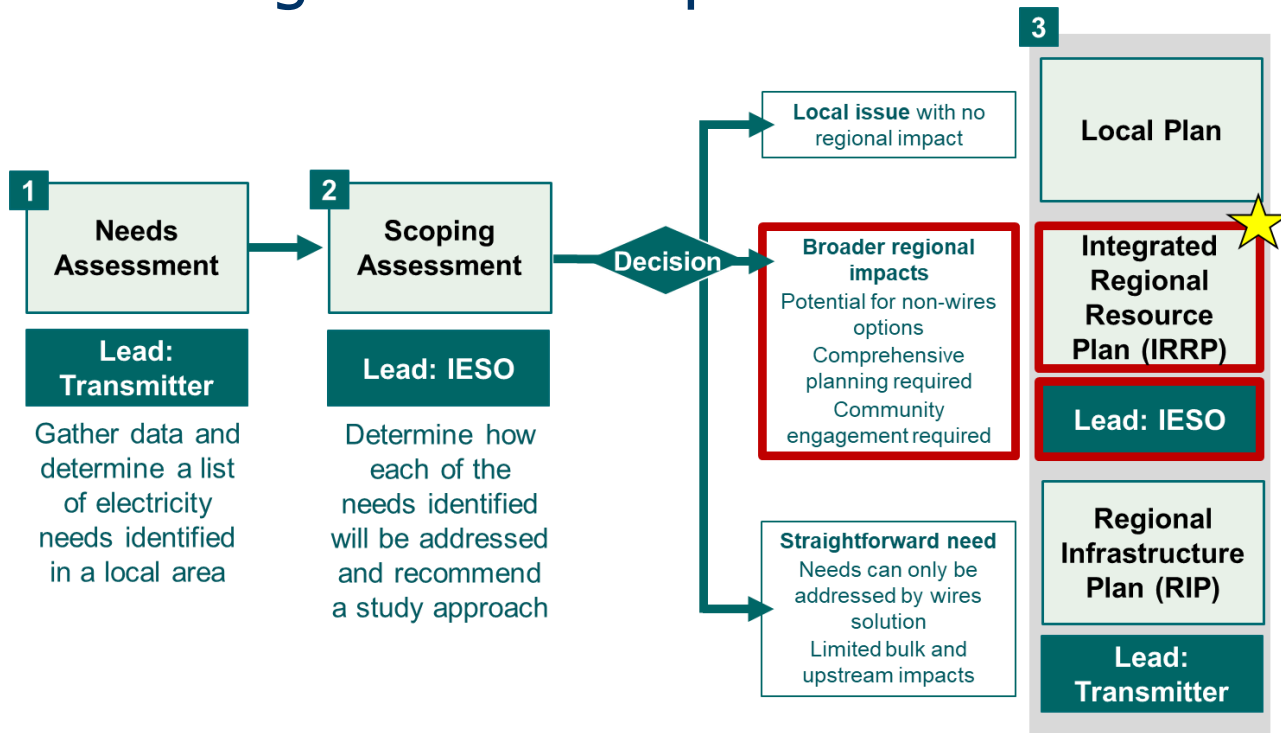 1
Needs
Assessment
Lead:
Transmitter
Gather data and
determine a list
of electricity
needs identified
in a local area
2
Scoping
Assessment
Lead: IESO
Determine how
each of the
needs identified
will be addressed
and recommend
a study approach
Decision
Local issue with no
regional impact
Broader regional
impacts
Potential for non-wires
options
Comprehensive
planning required
Community
engagement required
Straightforward need
Needs can only be
addressed by wires
solution
Limited bulk and
upstream impacts
3
Local Plan
Integrated
Regional
Resource
Plan (IRRP)
Lead: IESO
Regional
Infrastructure
Plan (RIP)
Lead:
Transmitter